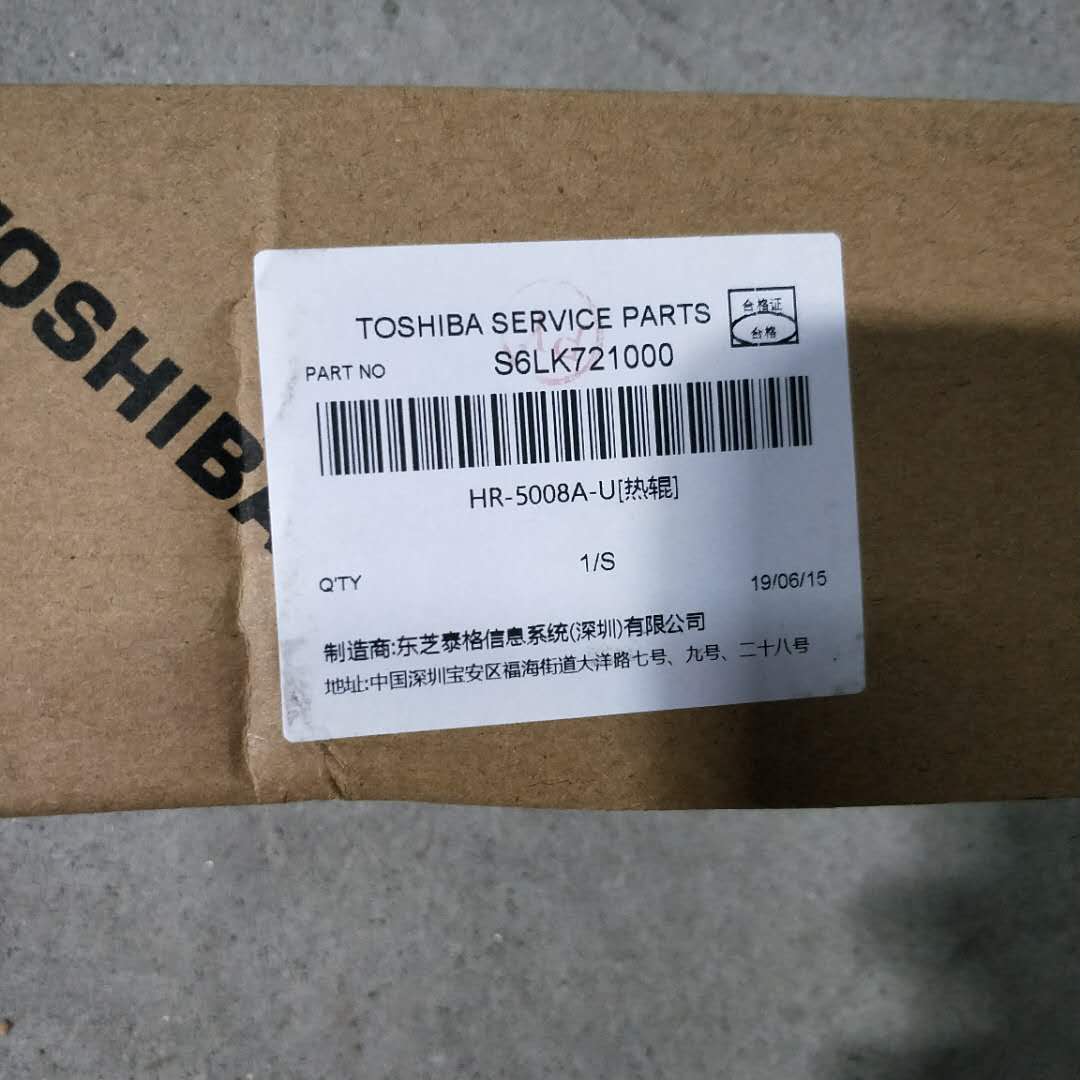 TOSHIBA
TOSHIBA SERVICE PARTS
合格证
合格
PART NO
S6LK721000
HR-5008A-U[热辊]
Q'TY
1/S
19/06/15
制造商:东芝泰格信息系统(深圳)有限公司
地址:中国深圳宝安区福海街道大洋路七号、九号、二十八号